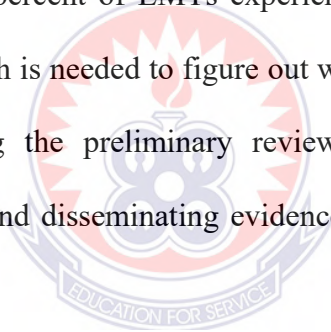 percent of EMTs experien
h is needed to figure out w
g the preliminary review
nd disseminating evidence
EDUCATION FOR SERVICE